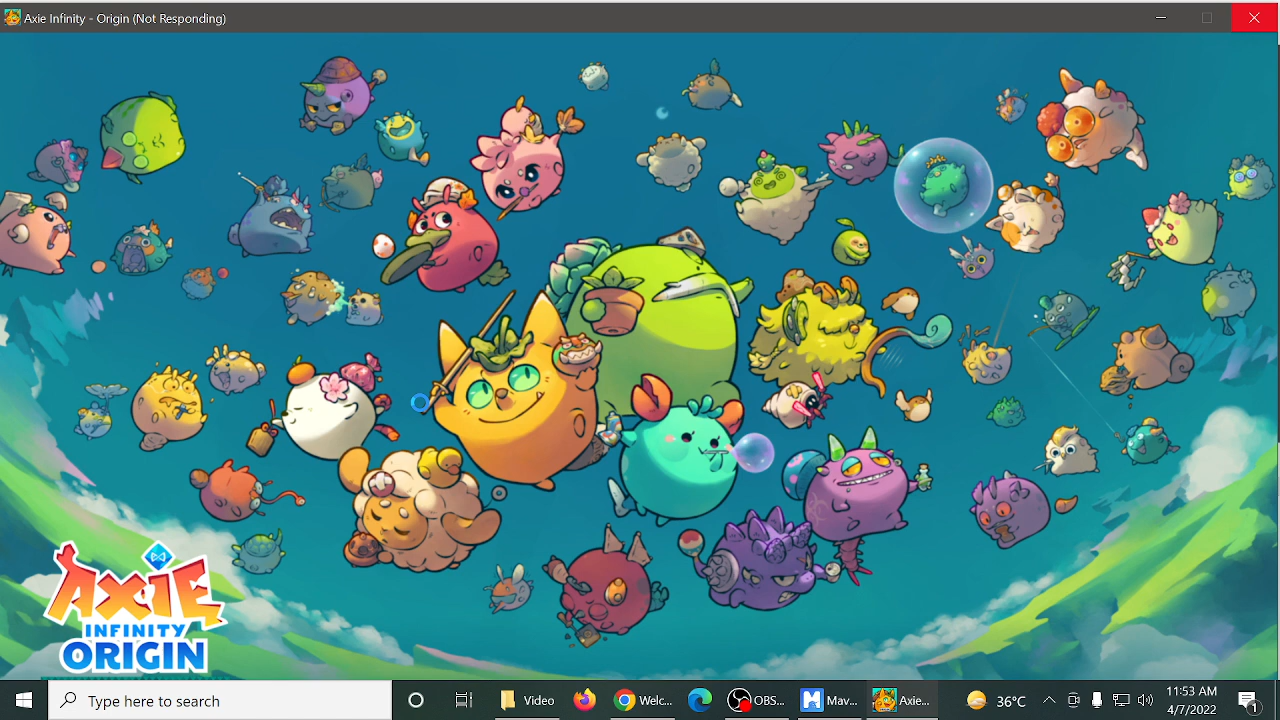 Axie Infinity - Origin (Not Responding)
AXIE
INFINITY
ORIGIN
Type here to search
Video
Welc...
OBS...
Mav...
Axie...
36°C
11:53 AM
4/7/2022
1